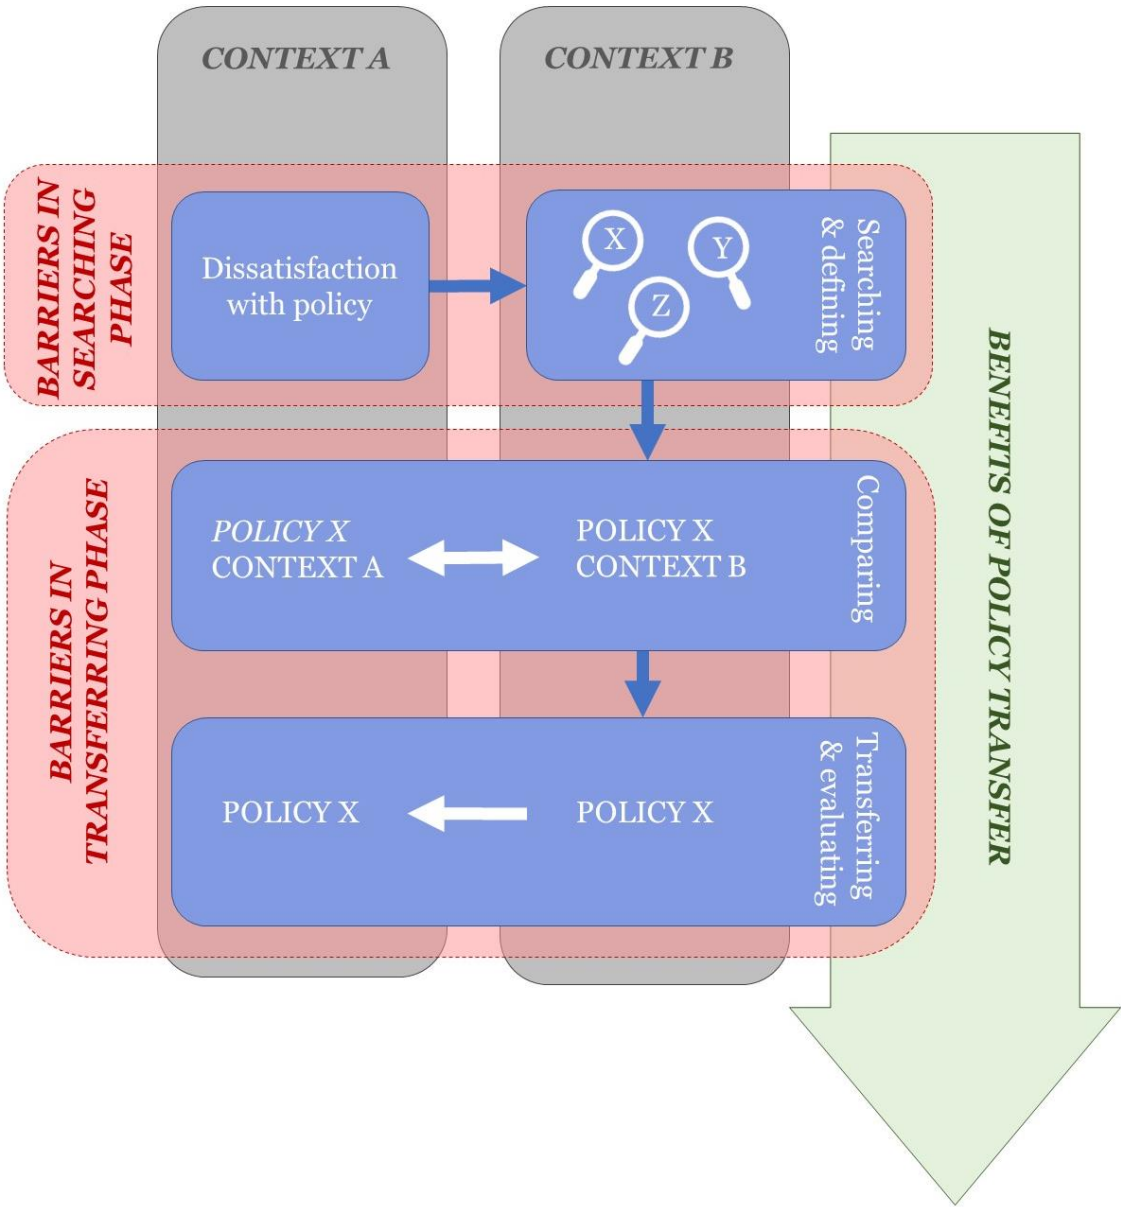 CONTEXT A
CONTEXT B
BARRIERS IN
SEARCHING
PHASE
Dissatisfaction
with policy
X
Y
Z
Searching
& defining
BARRIERS IN
TRANSFERRING PHASE
POLICY X
CONTEXT A
POLICY X
CONTEXT B
Comparing
POLICY X
POLICY X
Transferring
& evaluating
BENEFITS OF POLICY TRANSFER